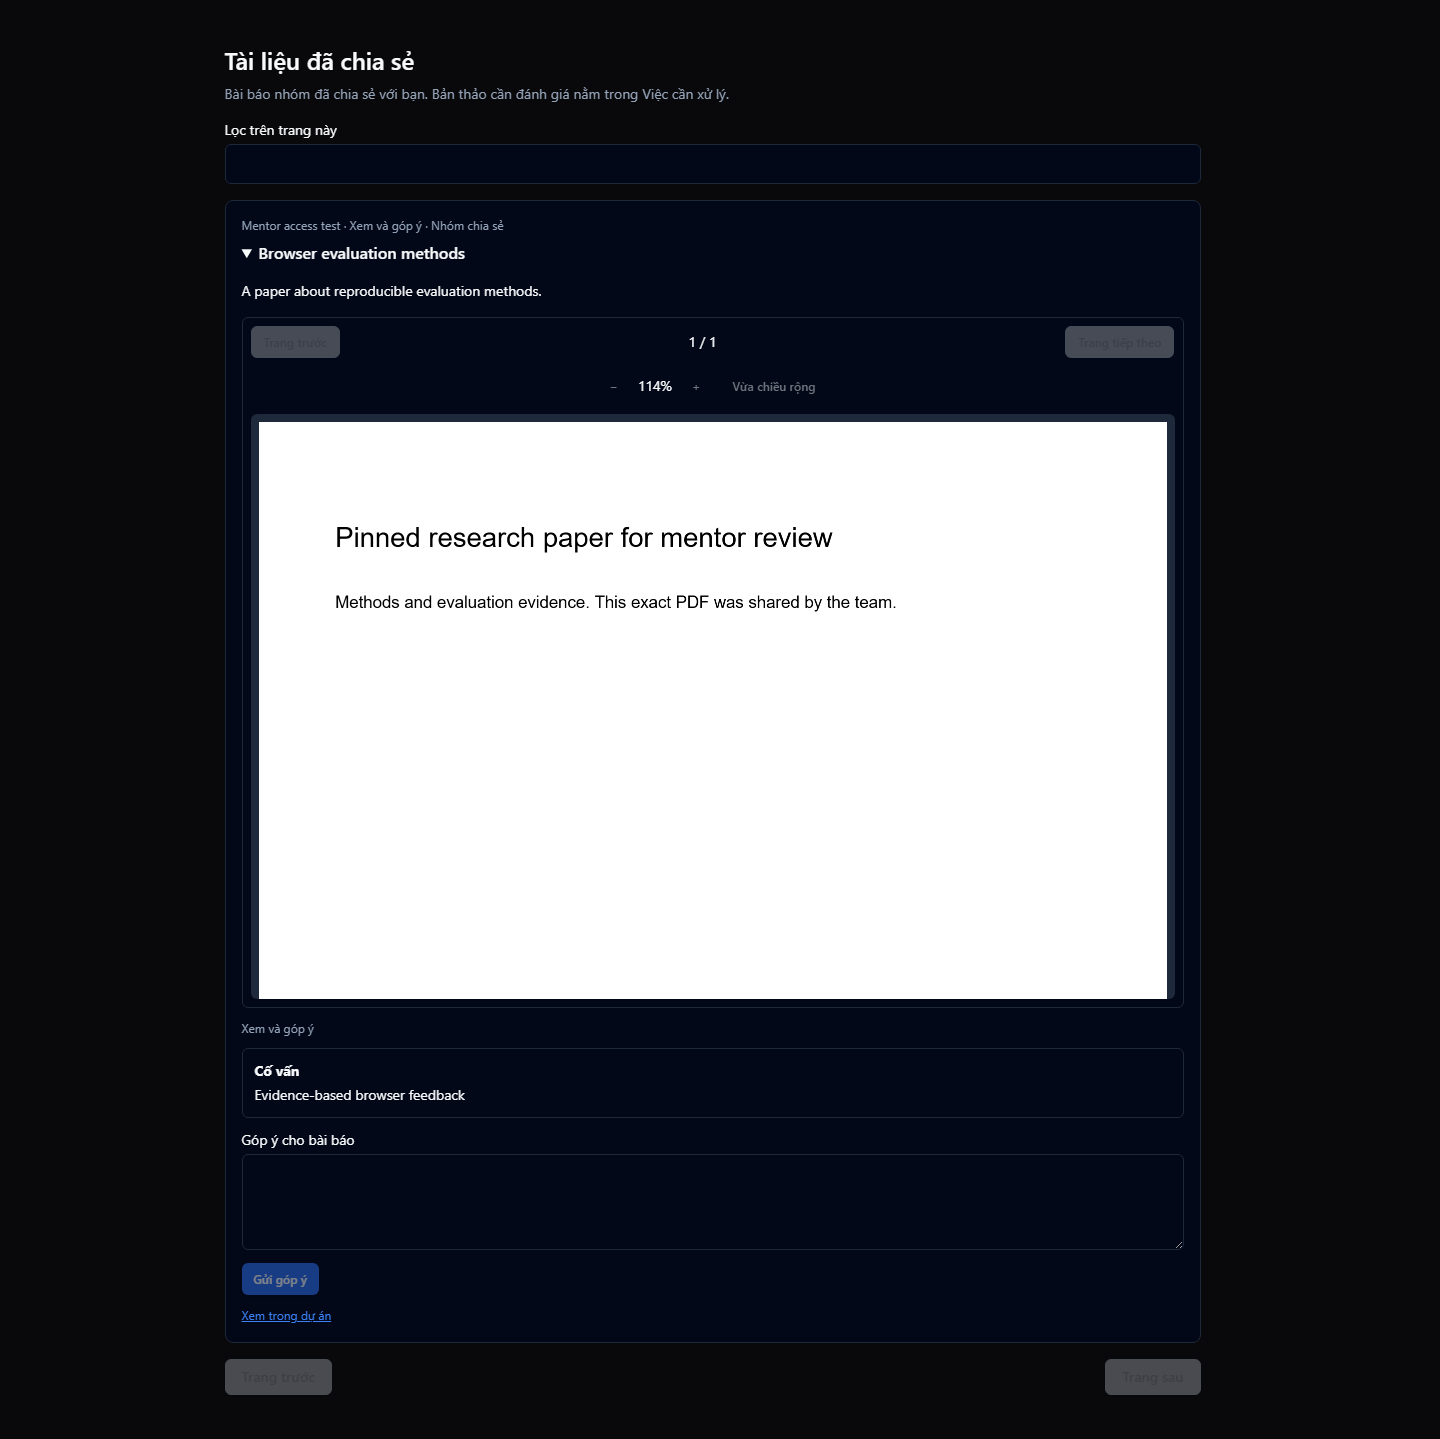 Tài liệu đã chia sẻ
Bài báo nhóm đã chia sẻ với bạn. Bản thảo cần đánh giá nằm trong Việc cần xử lý.
Lọc trên trang này
Mentor access test · Xem và góp ý · Nhóm chia sẻ
▼ Browser evaluation methods
A paper about reproducible evaluation methods.
Trang trước 1 / 1 Trang tiếp theo
− 114% + Vừa chiều rộng
Pinned research paper for mentor review
Methods and evaluation evidence. This exact PDF was shared by the team.
Xem và góp ý
Cố vấn
Evidence-based browser feedback
Góp ý cho bài báo
Gửi góp ý
Xem trong dự án
Trang trước Trang sau